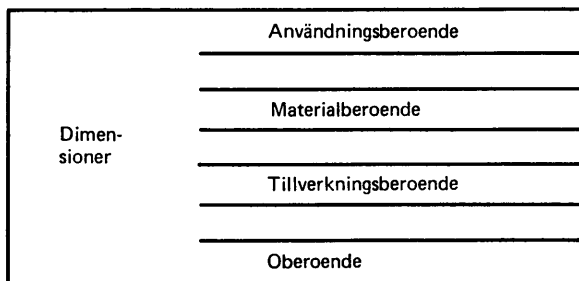 Användningsberoende
Materialberoende
Dimen-
sioner
Tillverkningsberoende
Oberoende